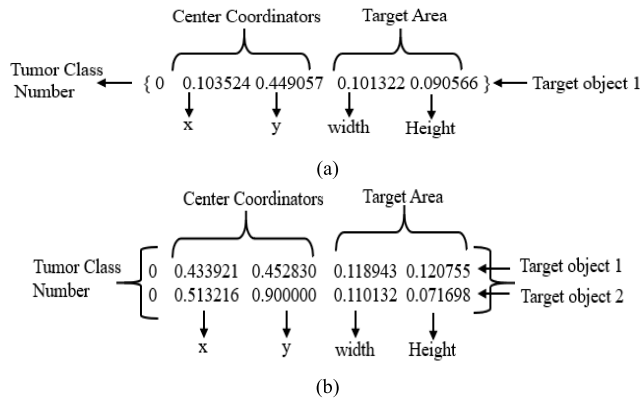 Center Coordinators Target Area
Tumor Class Number { 0 0.103524 0.449057 0.101322 0.090566 } Target object 1
x y width Height
(a)
Center Coordinators Target Area
Tumor Class Number
0 0.433921 0.452830 0.118943 0.120755 Target object 1
0 0.513216 0.900000 0.110132 0.071698 Target object 2
x y width Height
(b)